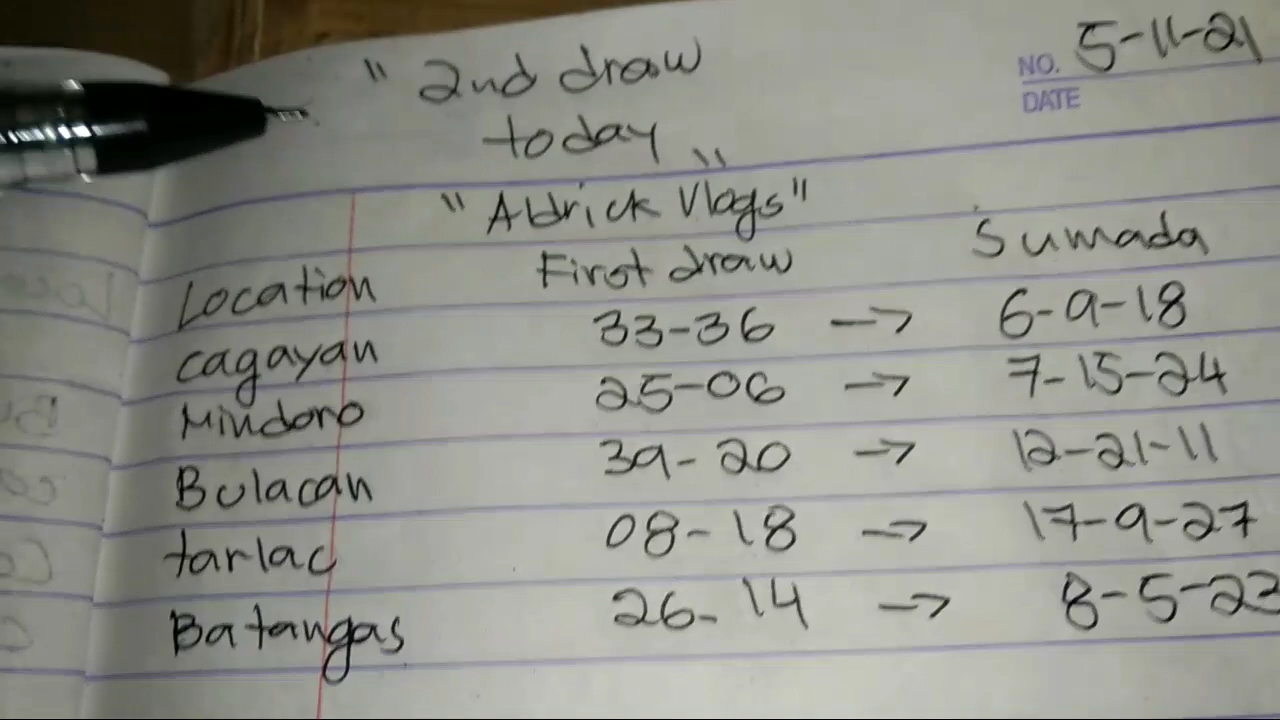 " 2nd draw
NO. 5-11-21
DATE
today "
"Aldrick Vlogs"
Location First draw Sumada
Cagayan 33-36 → 6-9-18
Mindoro 25-06 → 7-15-24
Bulacan 39-20 → 12-21-11
tarlac 08-18 → 17-9-27
Batangas 26-14 → 8-5-23